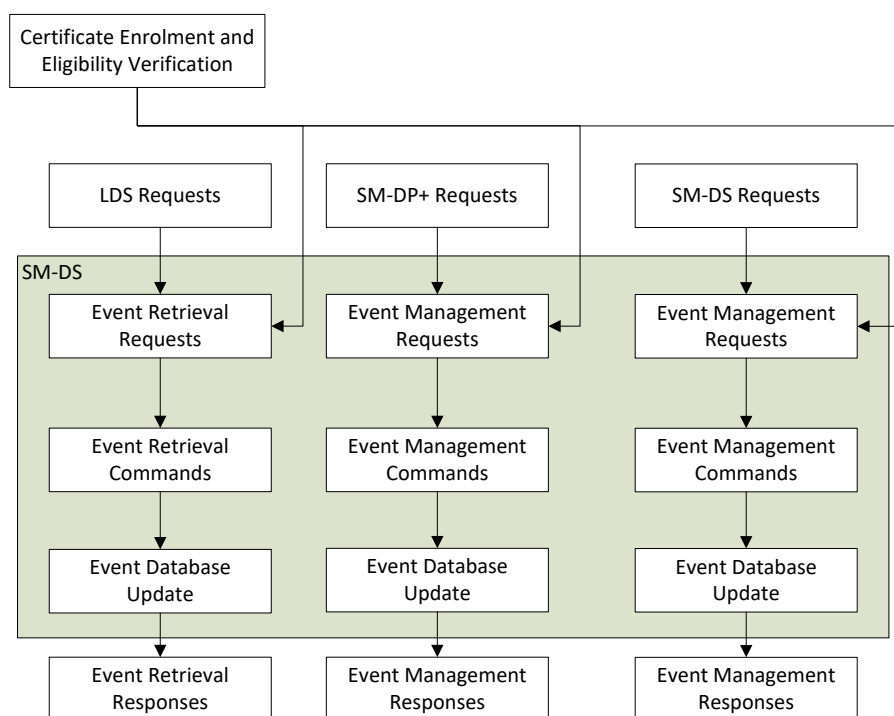 Certificate Enrolment and
Eligibility Verification
LDS Requests
SM-DP+ Requests
SM-DS Requests
SM-DS
Event Retrieval
Requests
Event Management
Requests
Event Management
Requests
Event Retrieval
Commands
Event Management
Commands
Event Management
Commands
Event Database
Update
Event Database
Update
Event Database
Update
Event Retrieval
Responses
Event Management
Responses
Event Management
Responses